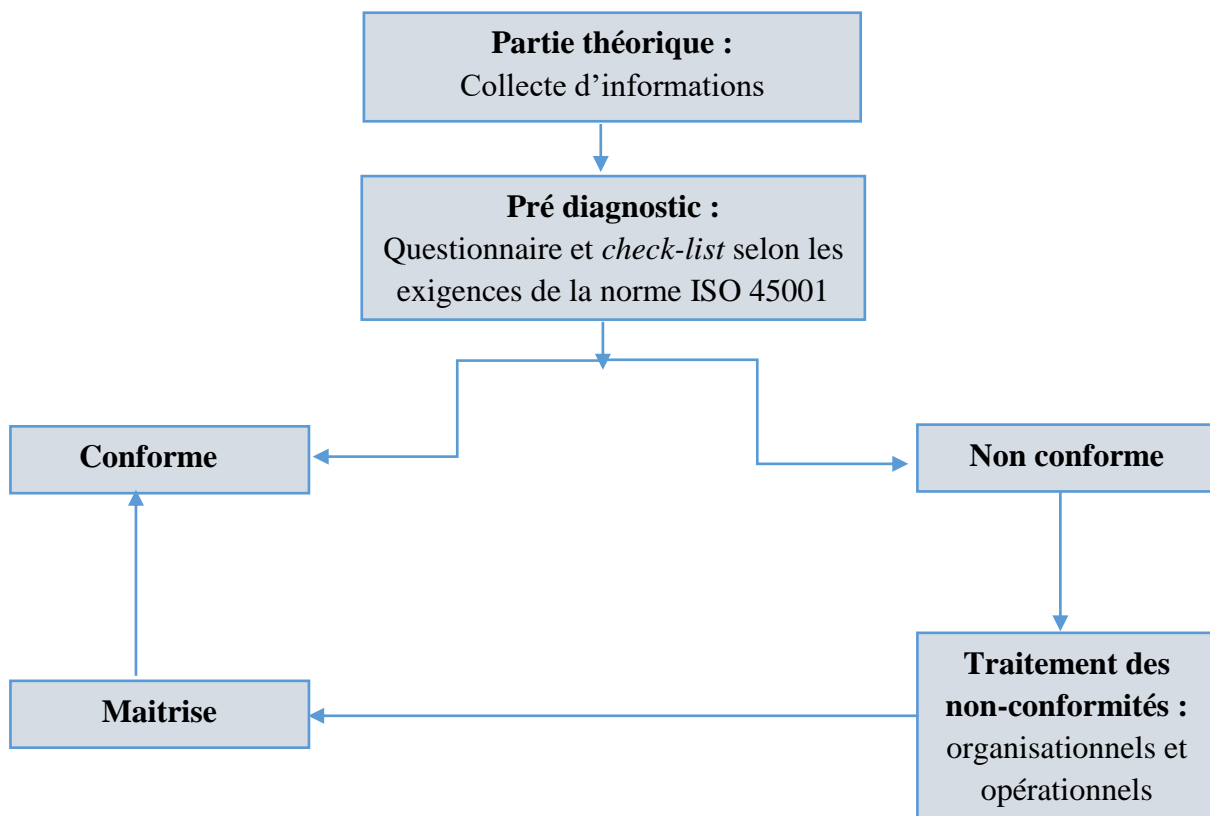 Partie théorique :
Collecte d’informations
Pré diagnostic :
Questionnaire et check-list selon les
exigences de la norme ISO 45001
Conforme
Non conforme
Maitrise
Traitement des
non-conformités :
organisationnels et
opérationnels